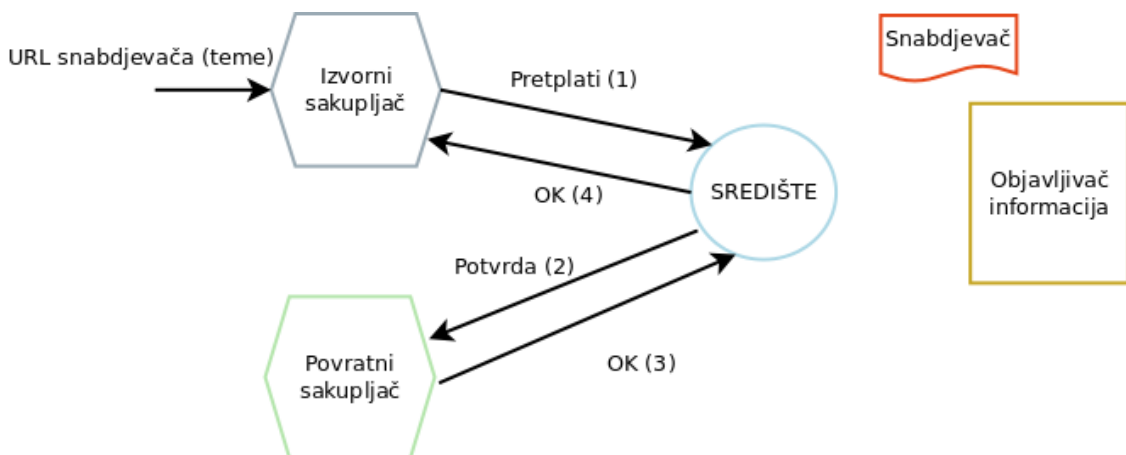 URL snabdjevača (teme)
Izvorni
sakupljač
Pretplati (1)
Snabdjevač
OK (4)
SREDIŠTE
Objavljivač
informacija
Potvrda (2)
OK (3)
Povratni
sakupljač